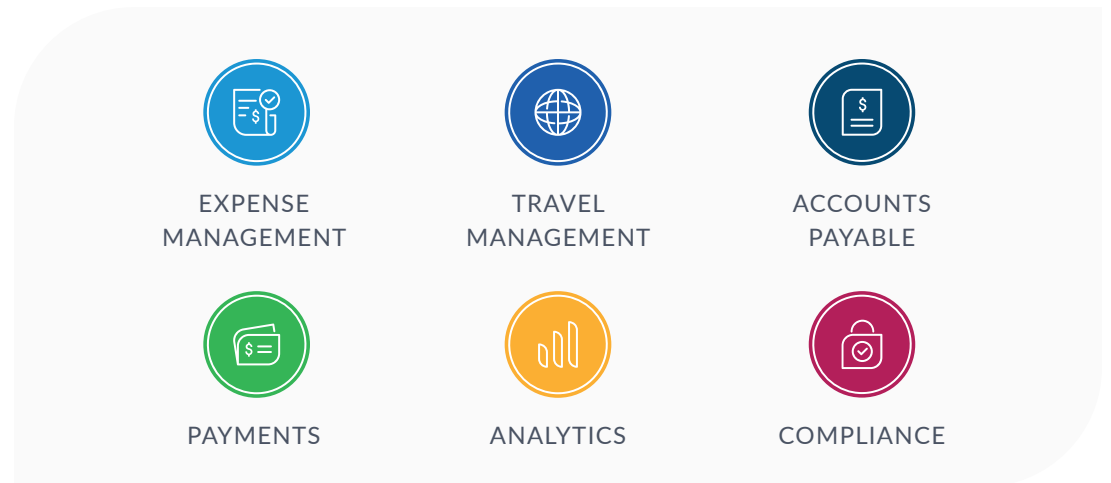 EXPENSE
MANAGEMENT
TRAVEL
MANAGEMENT
ACCOUNTS
PAYABLE
$
$
PAYMENTS
ANALYTICS
COMPLIANCE
$